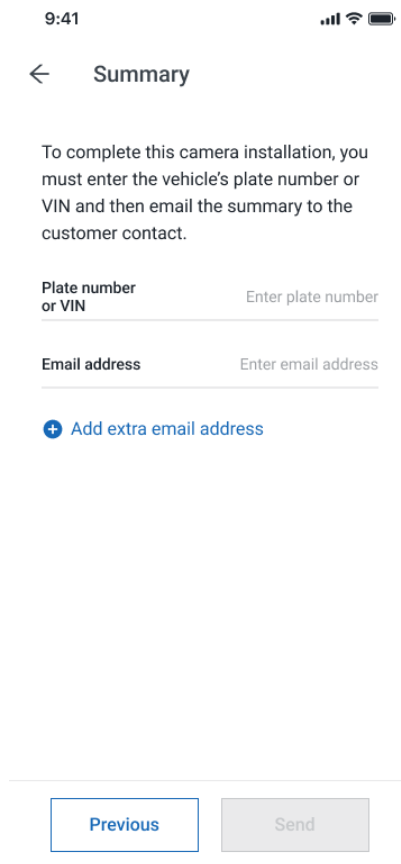 9:41
Summary
To complete this camera installation, you
must enter the vehicle’s plate number or
VIN and then email the summary to the
customer contact.
Plate number
or VIN
Enter plate number
Email address
Enter email address
Add extra email address
Previous
Send